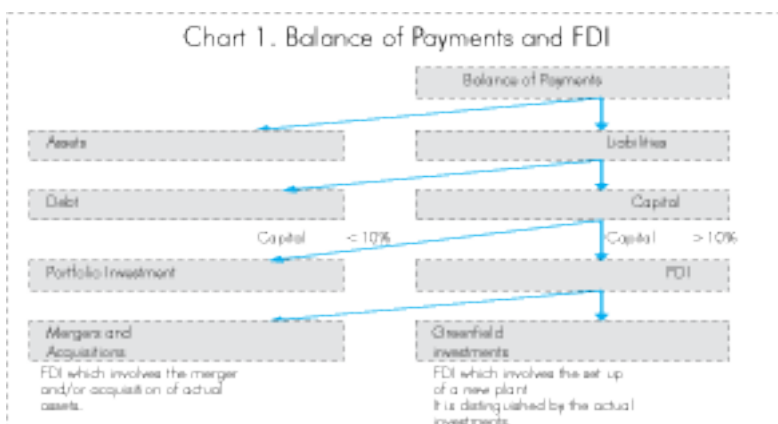 Chart 1. Balance of Payments and FDI
Balance of Payments
Assets
Liabilities
Debt
Capital
Capital < 10%
Capital > 10%
Portfolio Investment
FDI
Mergers and
Acquisitions
Greenfield
investments
FDI which involves the merger
and/or acquisition of actual
assets.
FDI which involves the set up
of a new plant
It is distinguished by the actual
investments